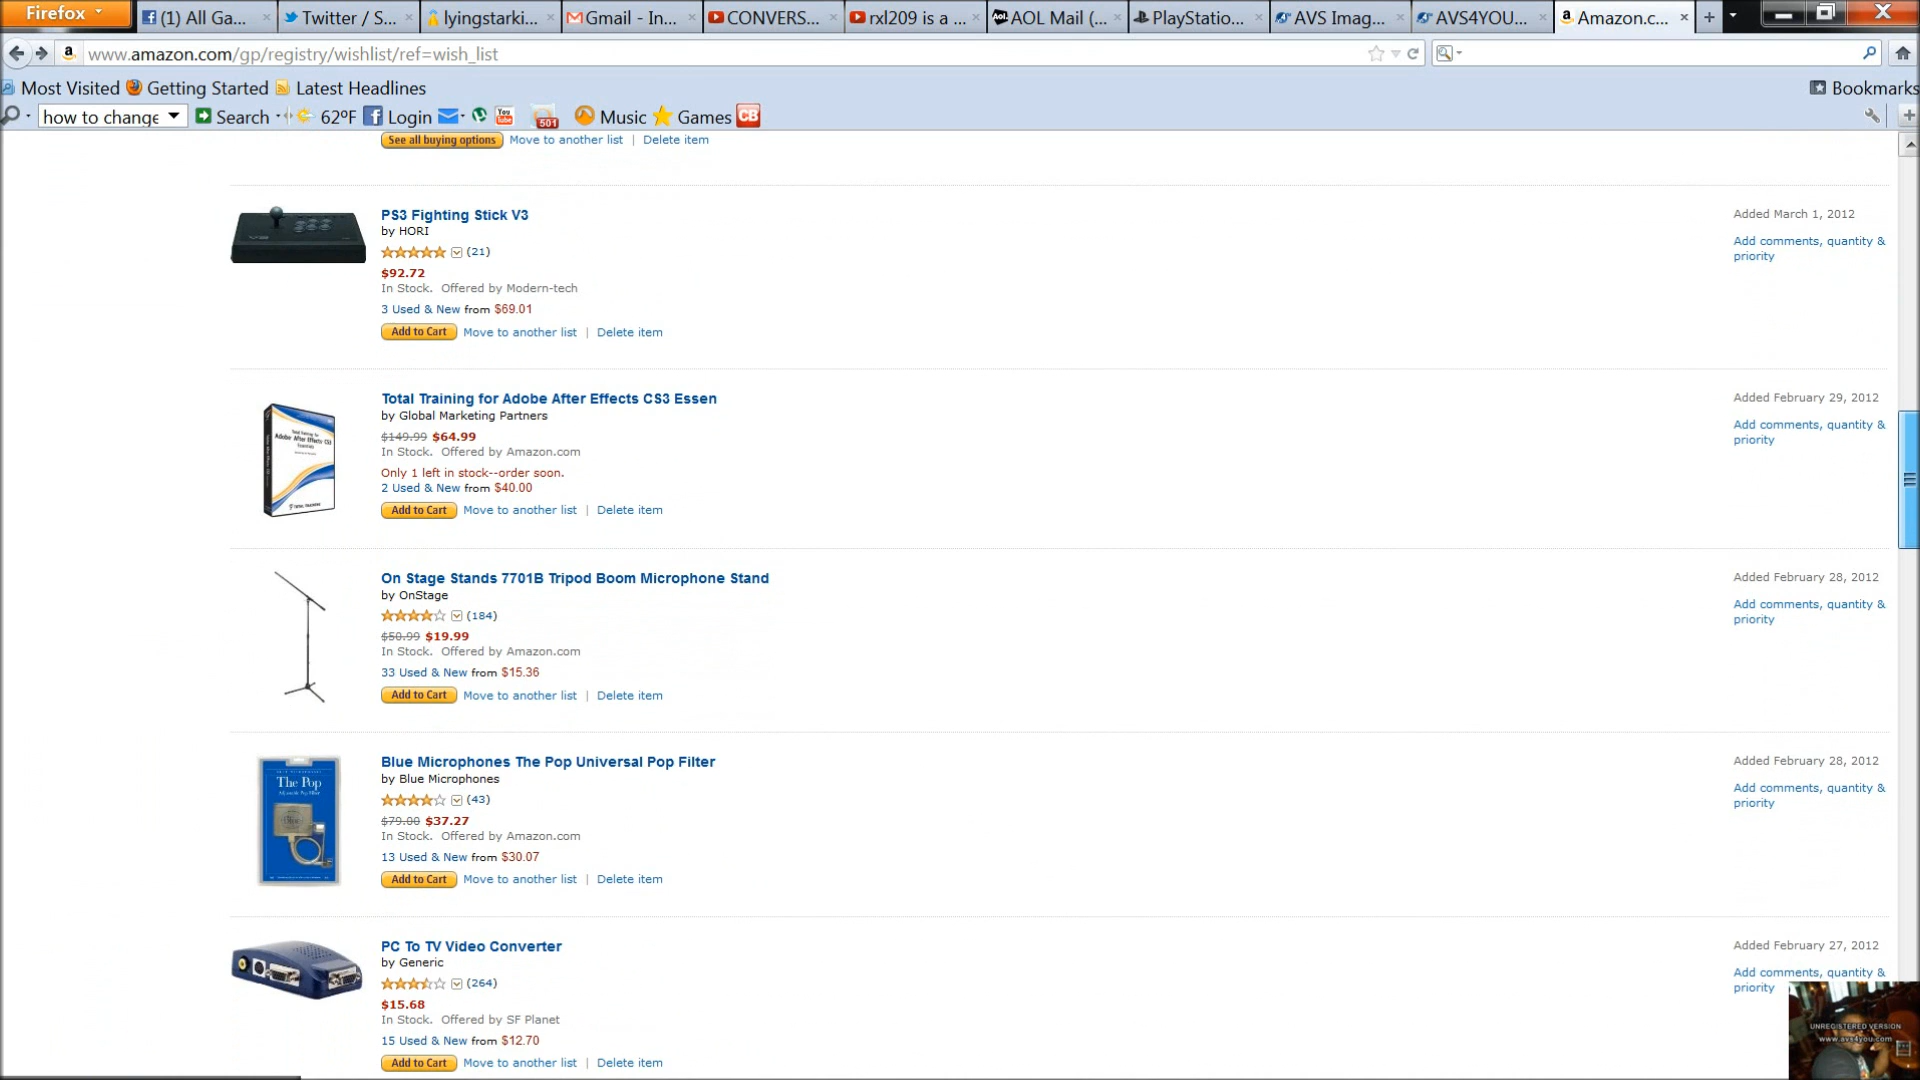 Firefox
(1) All Ga...
Twitter / S...
lyingstarki...
Gmail - In...
CONVERS...
rxl209 is a ...
AOL Mail (...
PlayStatio...
AVS Imag...
AVS4YOU...
Amazon.c...
www.amazon.com/gp/registry/wishlist/ref=wish_list
Most Visited Getting Started Latest Headlines
Bookmarks
how to change Search 62°F Login You Tube 501 Music Games CB
See all buying options Move to another list | Delete item
PS3 Fighting Stick V3
by HORI
(21)
$92.72
In Stock. Offered by Modern-tech
3 Used & New from $69.01
Add to Cart Move to another list | Delete item
Added March 1, 2012
Add comments, quantity &
priority
Total Training for Adobe After Effects CS3 Essen
by Global Marketing Partners
$149.99 $64.99
In Stock. Offered by Amazon.com
Only 1 left in stock--order soon.
2 Used & New from $40.00
Add to Cart Move to another list | Delete item
Added February 29, 2012
Add comments, quantity &
priority
On Stage Stands 7701B Tripod Boom Microphone Stand
by OnStage
(184)
$50.99 $19.99
In Stock. Offered by Amazon.com
33 Used & New from $15.36
Add to Cart Move to another list | Delete item
Added February 28, 2012
Add comments, quantity &
priority
The Pop
Blue Microphones The Pop Universal Pop Filter
by Blue Microphones
(43)
$79.00 $37.27
In Stock. Offered by Amazon.com
13 Used & New from $30.07
Add to Cart Move to another list | Delete item
Added February 28, 2012
Add comments, quantity &
priority
PC To TV Video Converter
by Generic
(264)
$15.68
In Stock. Offered by SF Planet
15 Used & New from $12.70
Add to Cart Move to another list | Delete item
Added February 27, 2012
Add comments, quantity &
priority
UNREGISTERED VERSION
www.avs4you.com